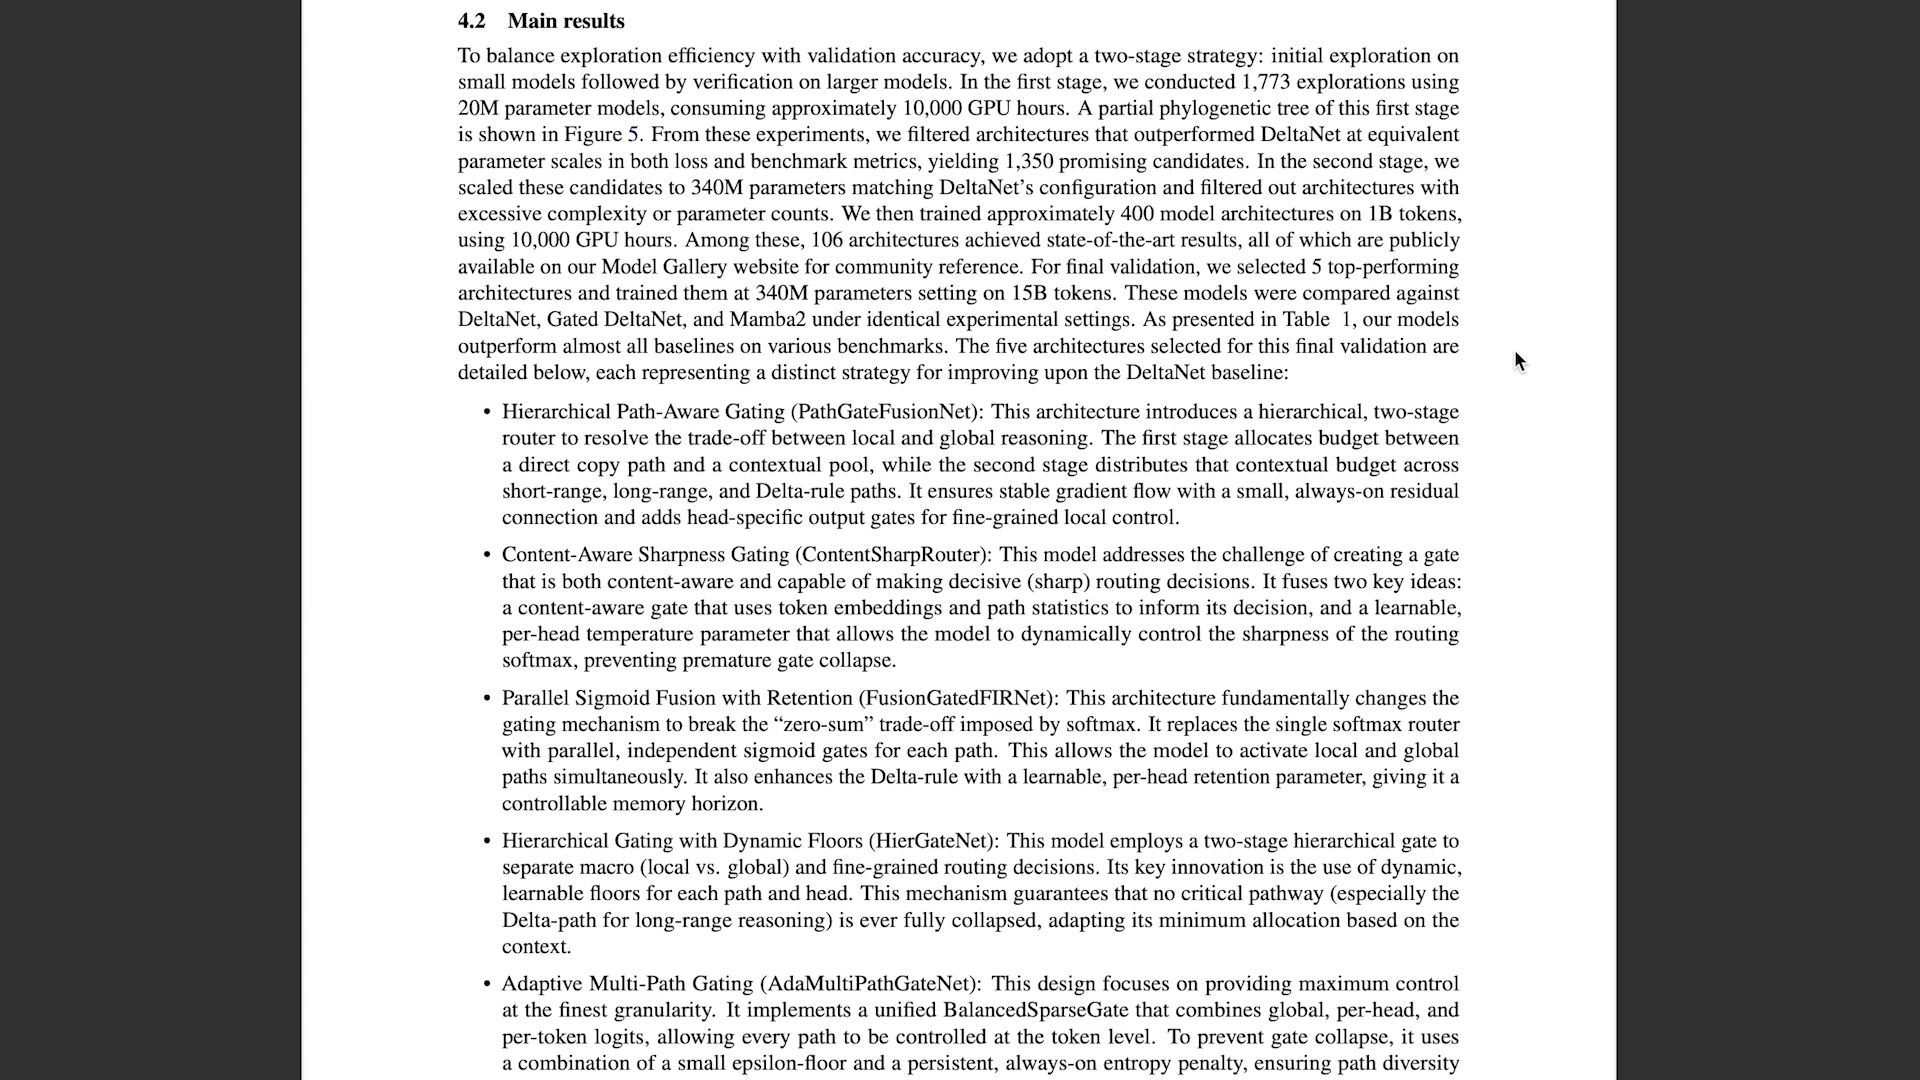 4.2 Main results
To balance exploration efficiency with validation accuracy, we adopt a two-stage strategy: initial exploration on
small models followed by verification on larger models. In the first stage, we conducted 1,773 explorations using
20M parameter models, consuming approximately 10,000 GPU hours. A partial phylogenetic tree of this first stage
is shown in Figure 5. From these experiments, we filtered architectures that outperformed DeltaNet at equivalent
parameter scales in both loss and benchmark metrics, yielding 1,350 promising candidates. In the second stage, we
scaled these candidates to 340M parameters matching DeltaNet's configuration and filtered out architectures with
excessive complexity or parameter counts. We then trained approximately 400 model architectures on 1B tokens,
using 10,000 GPU hours. Among these, 106 architectures achieved state-of-the-art results, all of which are publicly
available on our Model Gallery website for community reference. For final validation, we selected 5 top-performing
architectures and trained them at 340M parameters setting on 15B tokens. These models were compared against
DeltaNet, Gated DeltaNet, and Mamba2 under identical experimental settings. As presented in Table 1, our models
outperform almost all baselines on various benchmarks. The five architectures selected for this final validation are
detailed below, each representing a distinct strategy for improving upon the DeltaNet baseline:
• Hierarchical Path-Aware Gating (PathGateFusionNet): This architecture introduces a hierarchical, two-stage
router to resolve the trade-off between local and global reasoning. The first stage allocates budget between
a direct copy path and a contextual pool, while the second stage distributes that contextual budget across
short-range, long-range, and Delta-rule paths. It ensures stable gradient flow with a small, always-on residual
connection and adds head-specific output gates for fine-grained local control.
• Content-Aware Sharpness Gating (ContentSharpRouter): This model addresses the challenge of creating a gate
that is both content-aware and capable of making decisive (sharp) routing decisions. It fuses two key ideas:
a content-aware gate that uses token embeddings and path statistics to inform its decision, and a learnable,
per-head temperature parameter that allows the model to dynamically control the sharpness of the routing
softmax, preventing premature gate collapse.
• Parallel Sigmoid Fusion with Retention (FusionGatedFIRNet): This architecture fundamentally changes the
gating mechanism to break the “zero-sum” trade-off imposed by softmax. It replaces the single softmax router
with parallel, independent sigmoid gates for each path. This allows the model to activate local and global
paths simultaneously. It also enhances the Delta-rule with a learnable, per-head retention parameter, giving it a
controllable memory horizon.
• Hierarchical Gating with Dynamic Floors (HierGateNet): This model employs a two-stage hierarchical gate to
separate macro (local vs. global) and fine-grained routing decisions. Its key innovation is the use of dynamic,
learnable floors for each path and head. This mechanism guarantees that no critical pathway (especially the
Delta-path for long-range reasoning) is ever fully collapsed, adapting its minimum allocation based on the
context.
• Adaptive Multi-Path Gating (AdaMultiPathGateNet): This design focuses on providing maximum control
at the finest granularity. It implements a unified BalancedSparseGate that combines global, per-head, and
per-token logits, allowing every path to be controlled at the token level. To prevent gate collapse, it uses
a combination of a small epsilon-floor and a persistent, always-on entropy penalty, ensuring path diversity